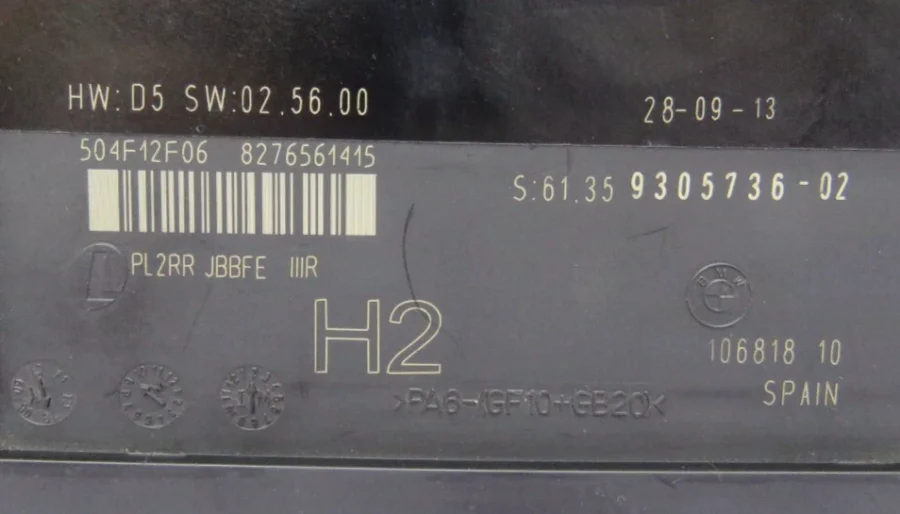 HW: D5 SW:02.56.00
28-09-13
504F12F06 8276561415
S:61.35 9305736-02
PL2RR JBBFE IIIR
L
BMW
H2
106818 10
>PA6-(GF10+GB20)<
SPAIN